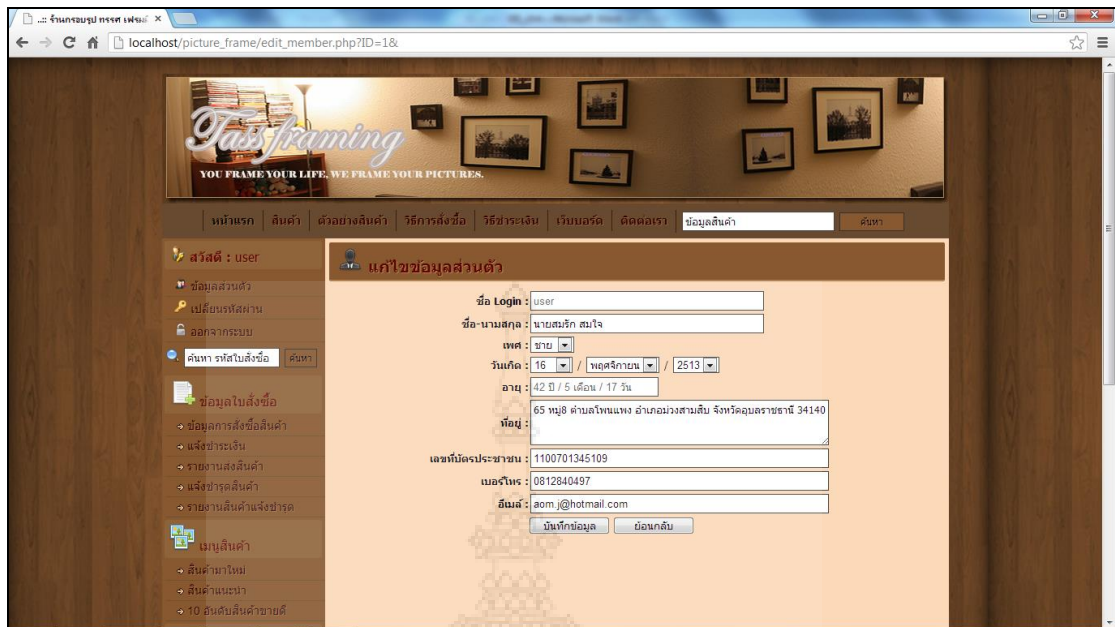 ..:: ร้านกรอบรูป ทรรศ เฟรม
localhost/picture_frame/edit_member.php?ID=1&
Tass framing
YOU FRAME YOUR LIFE, WE FRAME YOUR PICTURES.
หน้าแรก สินค้า ตัวอย่างสินค้า วิธีการสั่งซื้อ วิธีชำระเงิน เว็บบอร์ด ติดต่อเรา ข้อมูลสินค้า ค้นหา
สวัสดี : user
ข้อมูลส่วนตัว
เปลี่ยนรหัสผ่าน
ออกจากระบบ
ค้นหา รหัสใบสั่งซื้อ ค้นหา
ข้อมูลใบสั่งซื้อ
ข้อมูลการสั่งซื้อสินค้า
แจ้งชำระเงิน
รายงานส่งสินค้า
แจ้งชำรุดสินค้า
รายงานสินค้าแจ้งชำรุด
เมนูสินค้า
สินค้ามาใหม่
สินค้าแนะนำ
10 อันดับสินค้าขายดี
แก้ไขข้อมูลส่วนตัว
ชื่อ Login : user
ชื่อ-นามสกุล : นายสมรัก สมใจ
เพศ : ชาย
วันเกิด : 16 / พฤศจิกายน / 2513
อายุ : 42 ปี / 5 เดือน / 17 วัน
ที่อยู่ : 65 หมู่8 ตำบลโพนแพง อำเภอม่วงสามสิบ จังหวัดอุบลราชธานี 34140
เลขที่บัตรประชาชน : 1100701345109
เบอร์โทร : 0812840497
อีเมล์ : aom.j@hotmail.com
บันทึกข้อมูล ย้อนกลับ